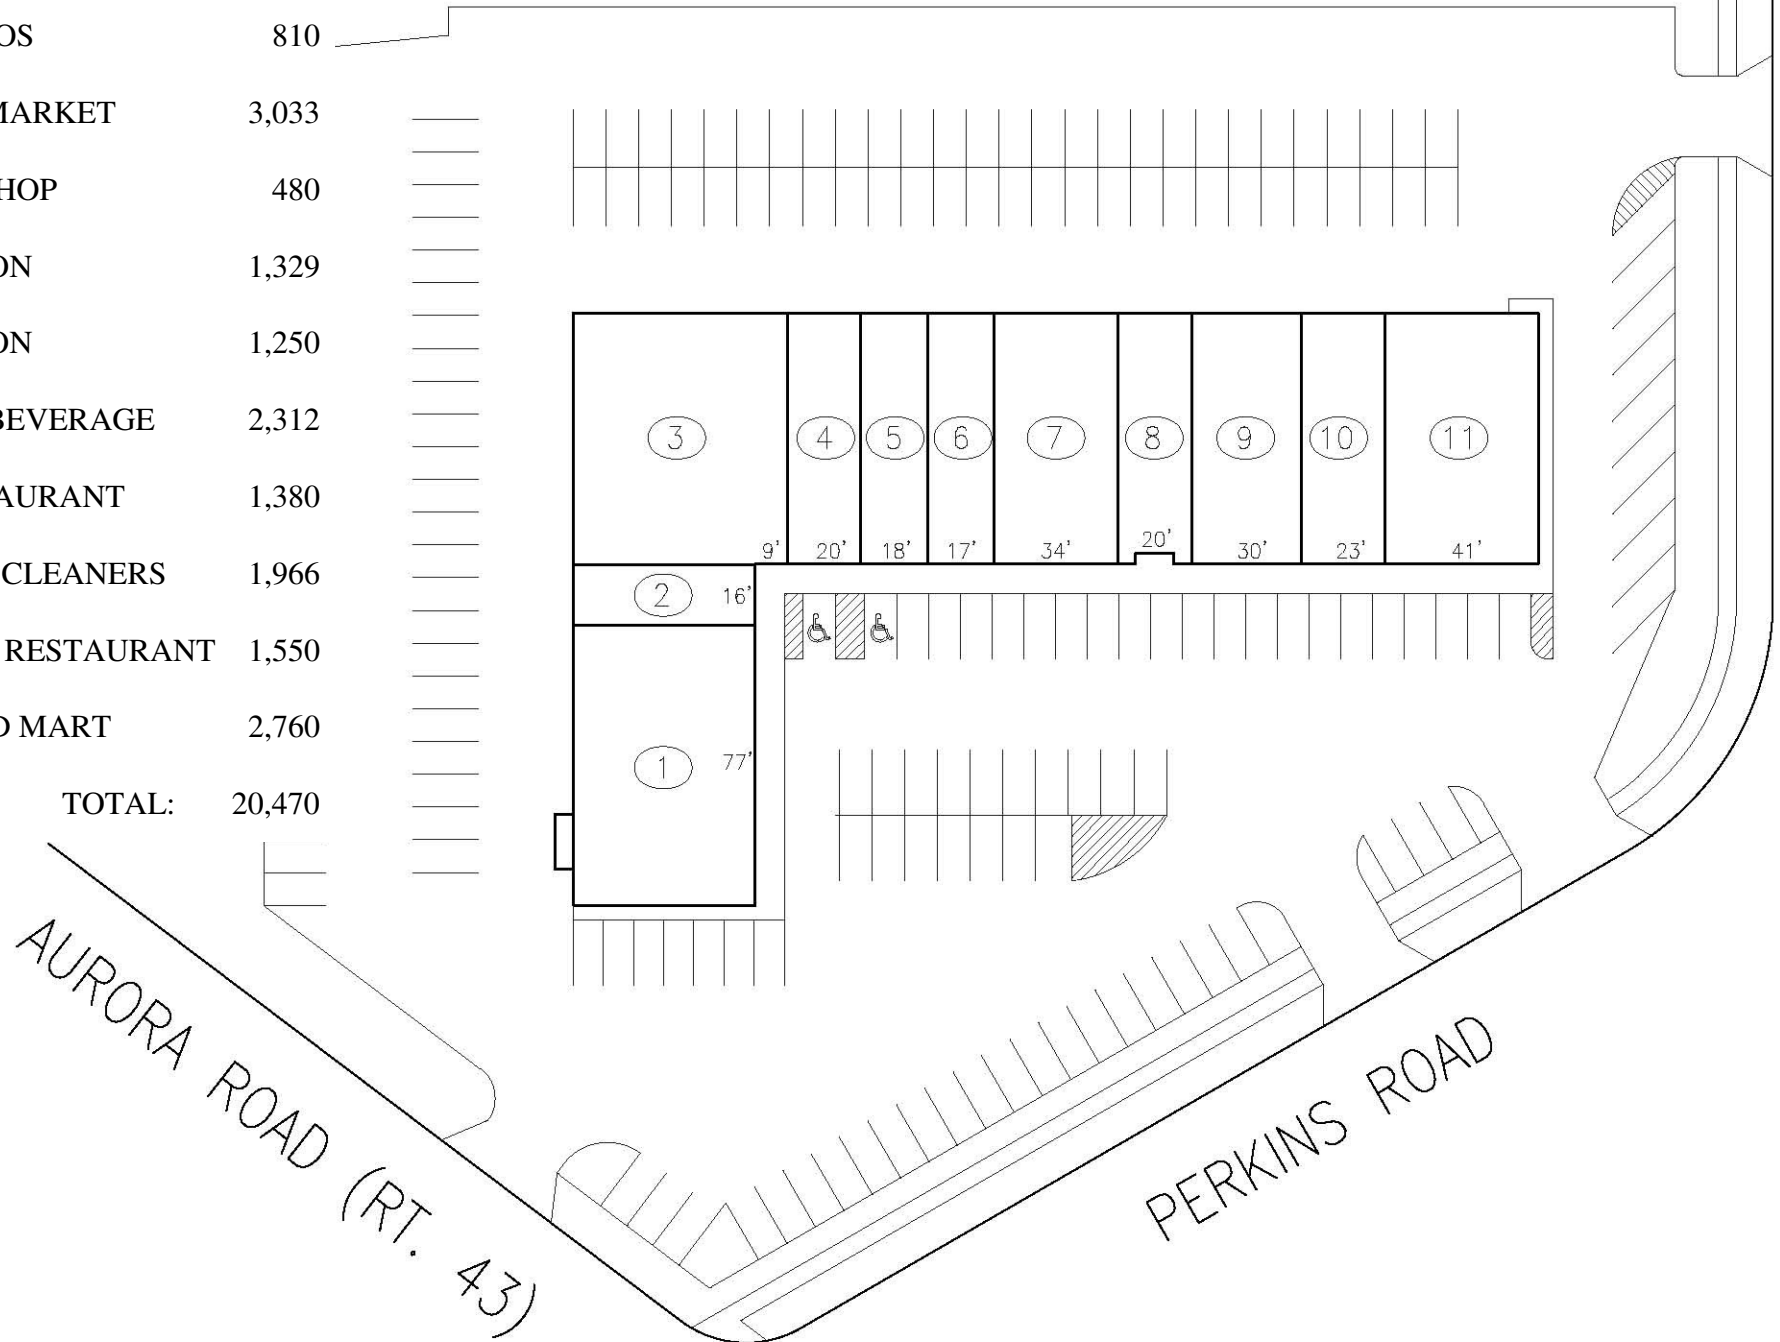 OS 810
MARKET 3,033
HOP 480
ON 1,329
ON 1,250
BEVERAGE 2,312
AURANT 1,380
CLEANERS 1,966
RESTAURANT 1,550
D MART 2,760
TOTAL: 20,470
3 4 5 6 7 8 9 10 11
9' 20' 18' 17' 34' 20' 30' 23' 41'
2 16'
1 77'
AURORA ROAD (RT. 43)
PERKINS ROAD